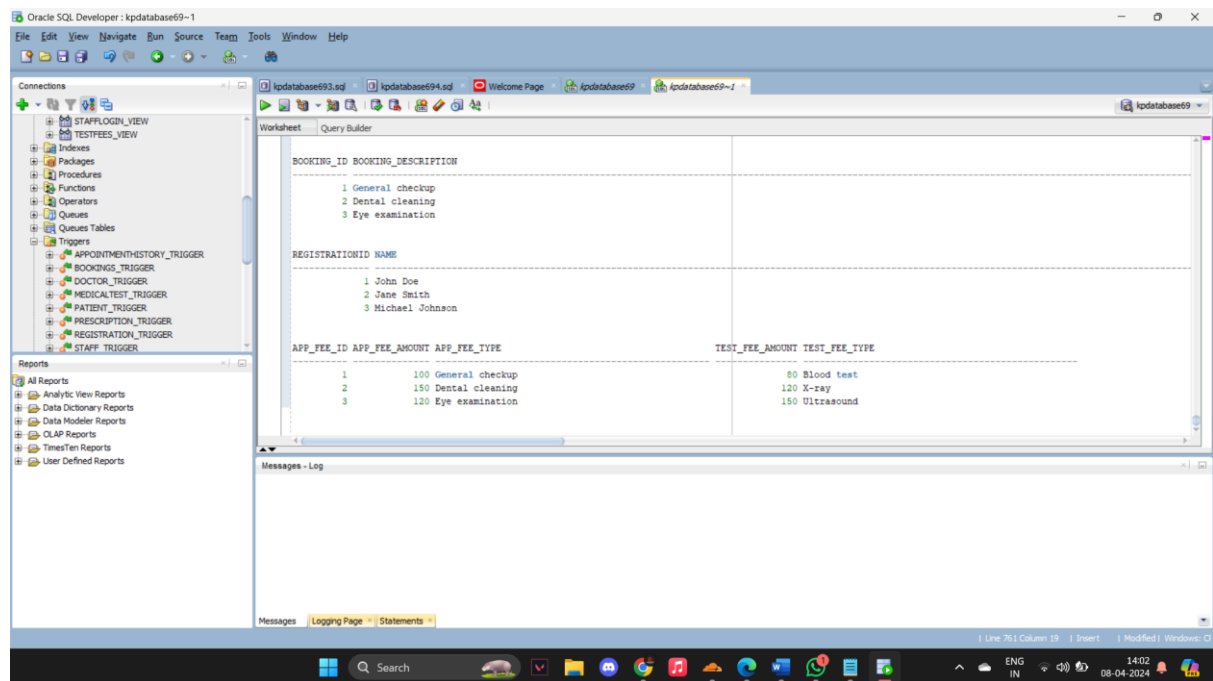 Oracle SQL Developer : kpdatabase69~1
File Edit View Navigate Run Source Team Tools Window Help
Connections
kpdatabase693.sql
kpdatabase694.sql
Welcome Page
kpdatabase69
kpdatabase69~1
kpdatabase69
Worksheet Query Builder
STAFFLOGIN_VIEW
TESTFEES_VIEW
Indexes
Packages
Procedures
Functions
Operators
Queues
Queues Tables
Triggers
APPOINTMENTHISTORY_TRIGGER
BOOKINGS_TRIGGER
DOCTOR_TRIGGER
MEDICALTEST_TRIGGER
PATIENT_TRIGGER
PRESCRIPTION_TRIGGER
REGISTRATION_TRIGGER
STAFF_TRIGGER
Reports
All Reports
Analytic View Reports
Data Dictionary Reports
Data Modeler Reports
OLAP Reports
TimesTen Reports
User Defined Reports
BOOKING_ID BOOKING_DESCRIPTION
1 General checkup
2 Dental cleaning
3 Eye examination
REGISTRATIONID NAME
1 John Doe
2 Jane Smith
3 Michael Johnson
APP_FEE_ID APP_FEE_AMOUNT APP_FEE_TYPE TEST_FEE_AMOUNT TEST_FEE_TYPE
1 100 General checkup 80 Blood test
2 150 Dental cleaning 120 X-ray
3 120 Eye examination 150 Ultrasound
Messages - Log
Messages Logging Page Statements
Line 761 Column 19 | Insert | Modified | Windows: C
Search
ENG
IN
14:02
08-04-2024